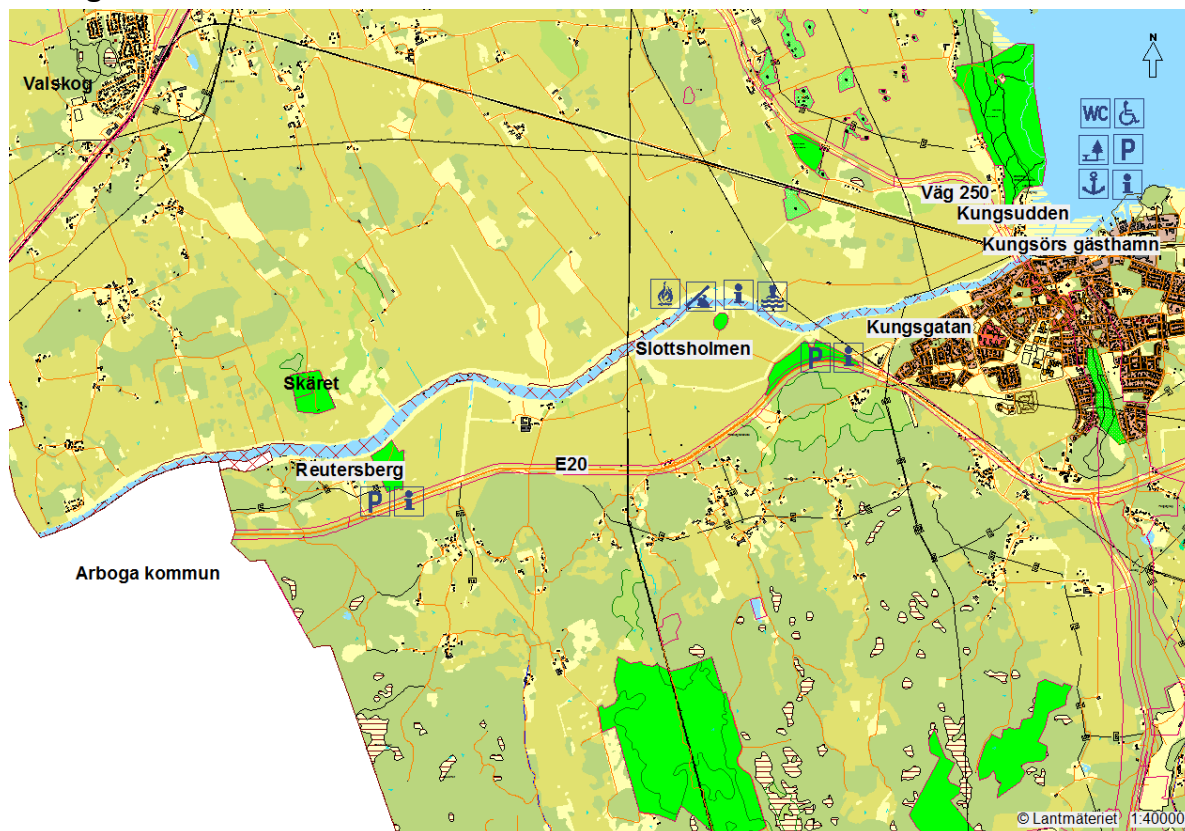 Valskog
N
WC
P
i
Väg 250
Kungsudden
Kungsörs gästhamn
i
Kungsgatan
Slottsholmen
P i
Skäret
Reutersberg
E20
P i
Arboga kommun
© Lantmäteriet 1:40000